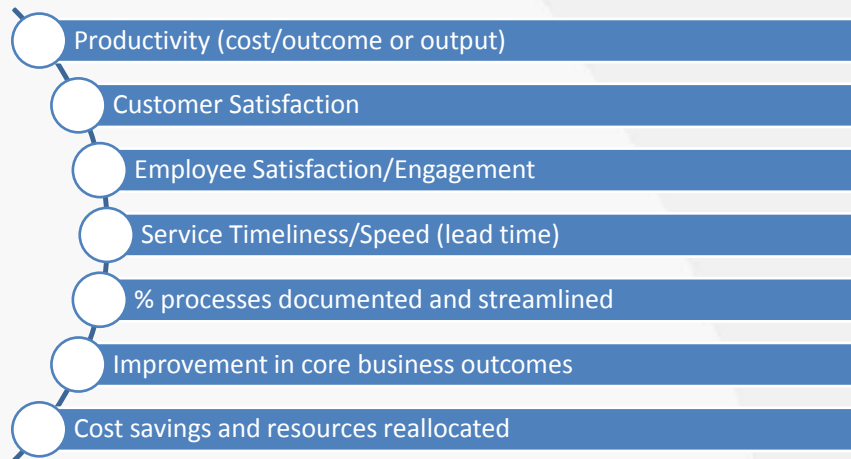 Productivity (cost/outcome or output)
Customer Satisfaction
Employee Satisfaction/Engagement
Service Timeliness/Speed (lead time)
% processes documented and streamlined
Improvement in core business outcomes
Cost savings and resources reallocated